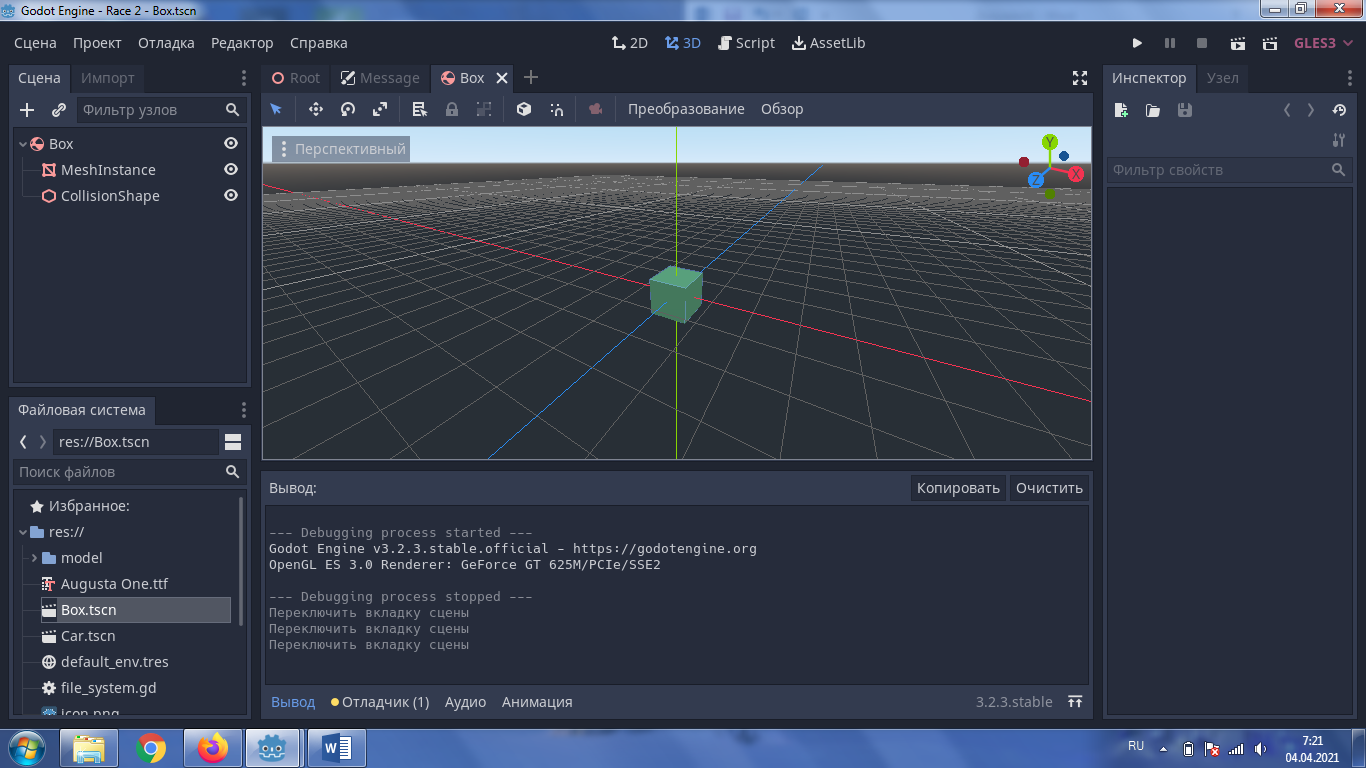 Godot Engine - Race 2 - Box.tscn
Сцена Проект Отладка Редактор Справка 2D 3D Script AssetLib GLES3
Сцена Импорт
Root Message Box
Инспектор Узел
Фильтр узлов
Преобразование Обзор
Box
MeshInstance
CollisionShape
Перспективный
Y
X
Z
Фильтр свойств
Файловая система
res://Box.tscn
Поиск файлов
Избранное:
res://
model
Augusta One.ttf
Box.tscn
Car.tscn
default_env.tres
file_system.gd
icon.png
Вывод: Копировать Очистить
--- Debugging process started ---
Godot Engine v3.2.3.stable.official - https://godotengine.org
OpenGL ES 3.0 Renderer: GeForce GT 625M/PCIe/SSE2
--- Debugging process stopped ---
Переключить вкладку сцены
Переключить вкладку сцены
Переключить вкладку сцены
Вывод Отладчик (1) Аудио Анимация 3.2.3.stable
RU
7:21
04.04.2021